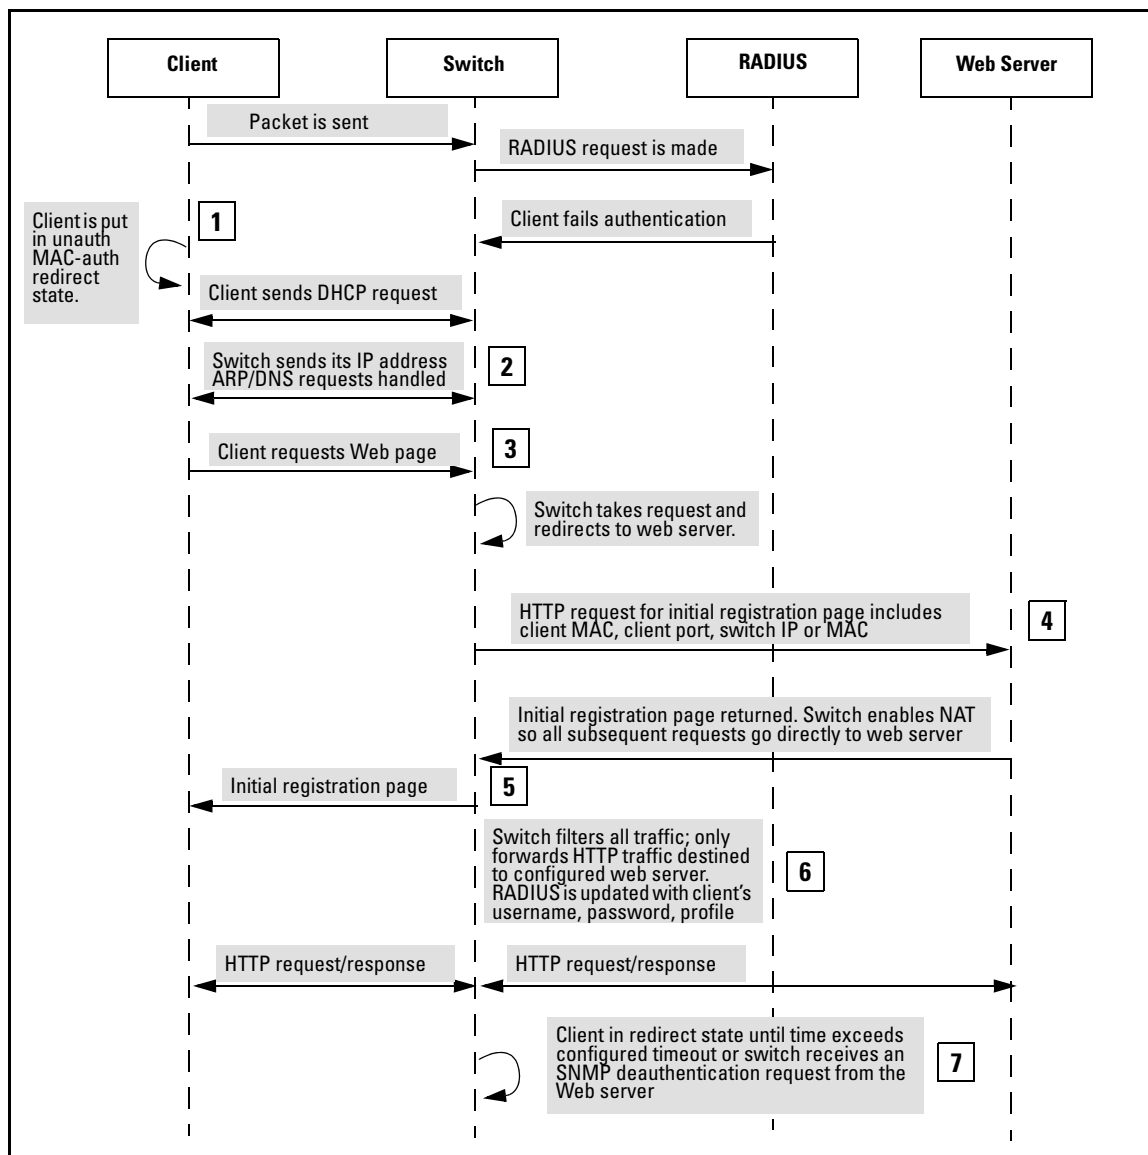 Client
Switch
RADIUS
Web Server
Packet is sent
RADIUS request is made
1
Client is put
in unauth
MAC-auth
redirect
state.
Client fails authentication
Client sends DHCP request
Switch sends its IP address
ARP/DNS requests handled
2
Client requests Web page
3
Switch takes request and
redirects to web server.
HTTP request for initial registration page includes
client MAC, client port, switch IP or MAC
4
Initial registration page returned. Switch enables NAT
so all subsequent requests go directly to web server
Initial registration page
5
Switch filters all traffic; only
forwards HTTP traffic destined
to configured web server.
RADIUS is updated with client's
username, password, profile
6
HTTP request/response
HTTP request/response
Client in redirect state until time exceeds
configured timeout or switch receives an
SNMP deauthentication request from the
Web server
7